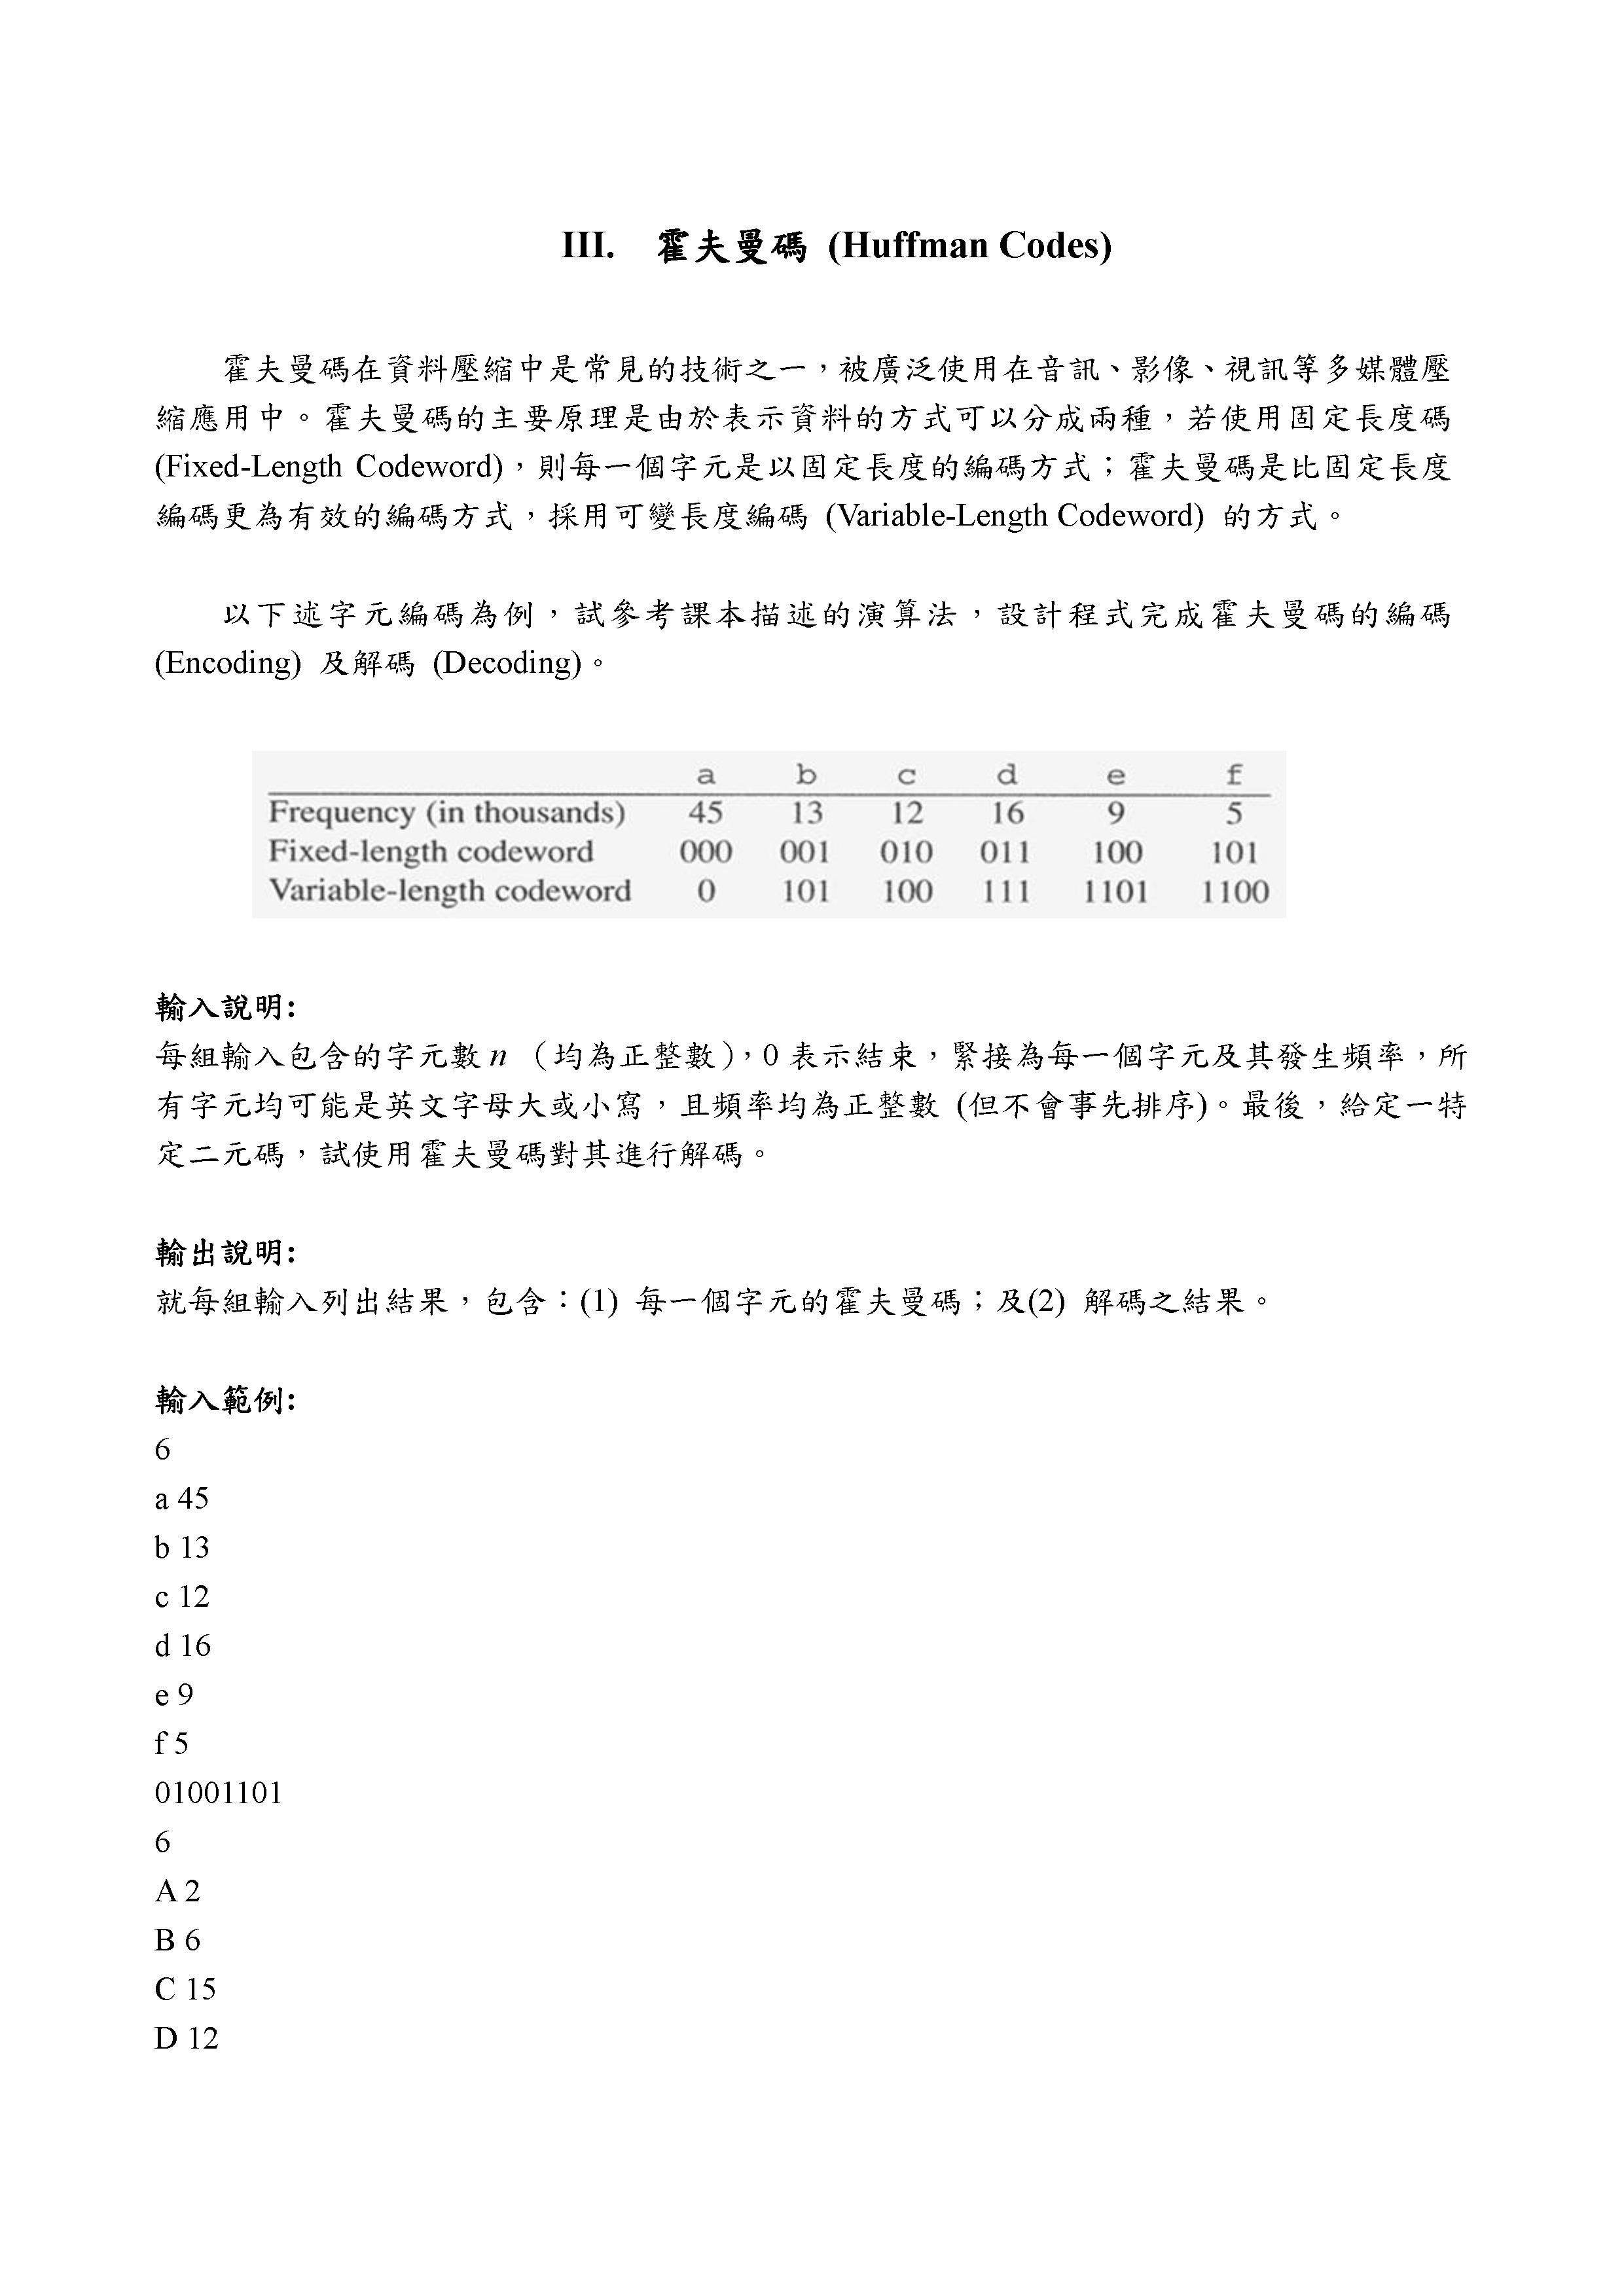 III. 霍夫曼碼 (Huffman Codes)
霍夫曼碼在資料壓縮中是常見的技術之一，被廣泛使用在音訊、影像、視訊等多媒體壓
縮應用中。霍夫曼碼的主要原理是由於表示資料的方式可以分成兩種，若使用固定長度碼
(Fixed-Length Codeword)，則每一個字元是以固定長度的編碼方式；霍夫曼碼是比固定長度
編碼更為有效的編碼方式，採用可變長度編碼 (Variable-Length Codeword) 的方式。
以下述字元編碼為例，試參考課本描述的演算法，設計程式完成霍夫曼碼的編碼
(Encoding) 及解碼 (Decoding)。
a b c d e f
Frequency (in thousands) 45 13 12 16 9 5
Fixed-length codeword 000 001 010 011 100 101
Variable-length codeword 0 101 100 111 1101 1100
輸入說明:
每組輸入包含的字元數 n （均為正整數），0 表示結束，緊接為每一個字元及其發生頻率，所
有字元均可能是英文字母大或小寫，且頻率均為正整數 (但不會事先排序)。最後，給定一特
定二元碼，試使用霍夫曼碼對其進行解碼。
輸出說明:
就每組輸入列出結果，包含：(1) 每一個字元的霍夫曼碼；及(2) 解碼之結果。
輸入範例:
6
a 45
b 13
c 12
d 16
e 9
f 5
01001101
6
A 2
B 6
C 15
D 12